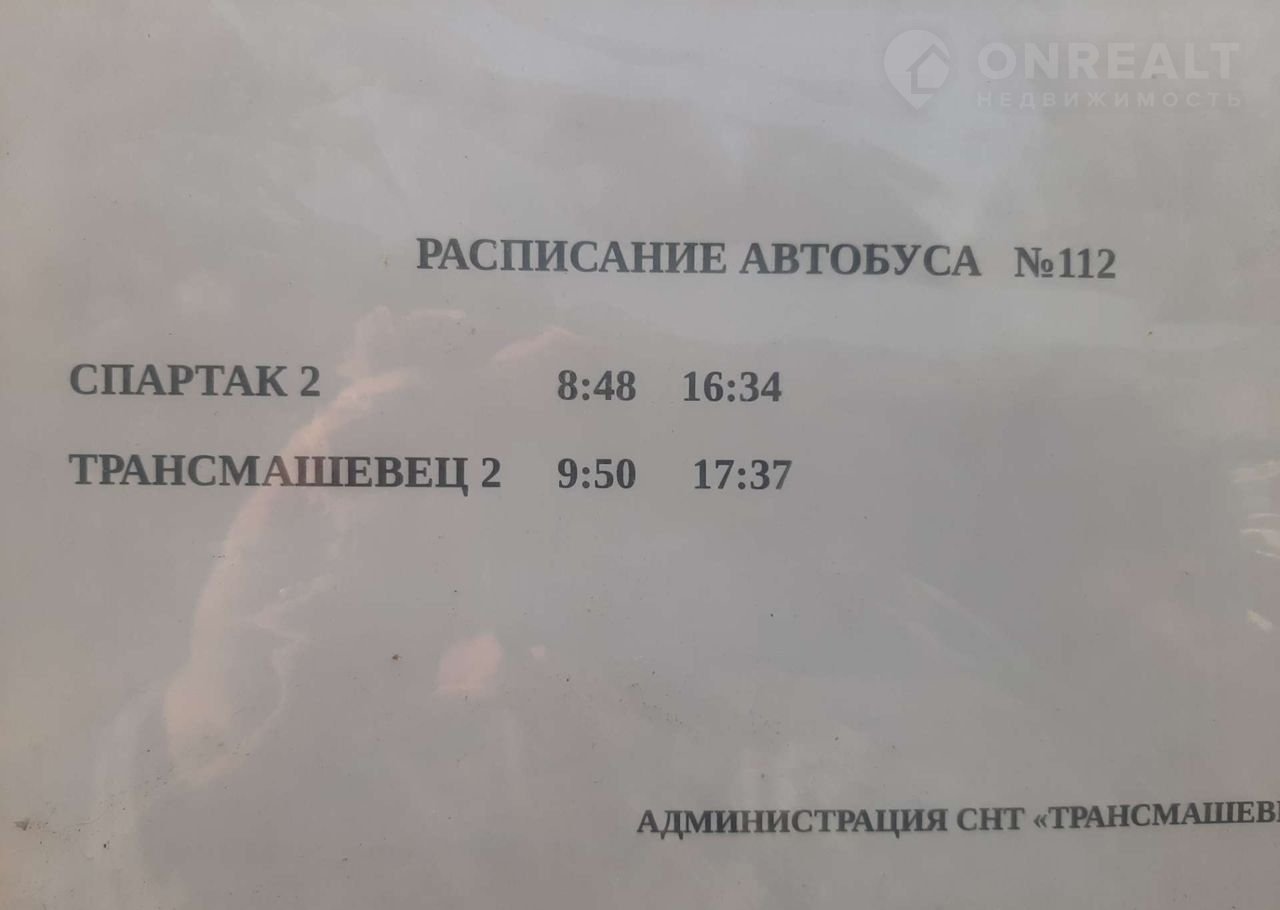 ONREALT
НЕДВИЖИМОСТЬ
РАСПИСАНИЕ АВТОБУСА №112
СПАРТАК 2 8:48 16:34
ТРАНСМАШЕВЕЦ 2 9:50 17:37
АДМИНИСТРАЦИЯ СНТ «ТРАНСМАШЕВ